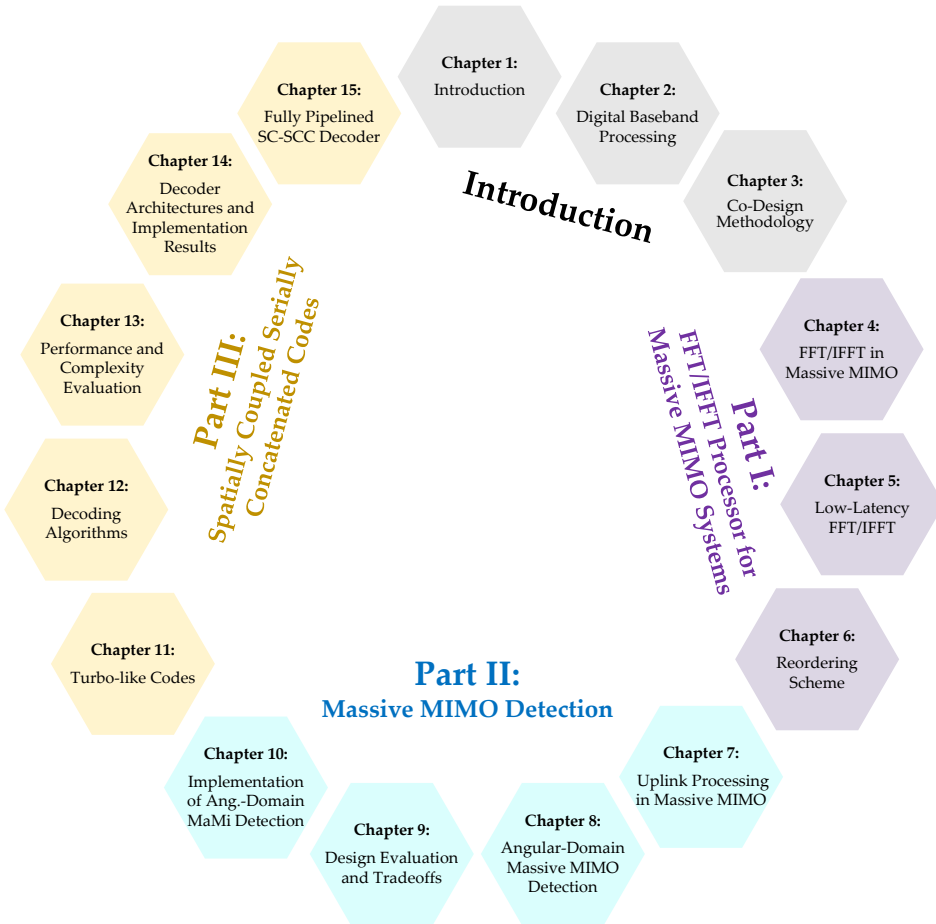 Chapter 1:
Introduction
Chapter 2:
Digital Baseband
Processing
Chapter 3:
Co-Design
Methodology
Introduction
Chapter 4:
FFT/IFFT in
Massive MIMO
Chapter 5:
Low-Latency
FFT/IFFT
Chapter 6:
Reordering
Scheme
Part I:
FFT/IFFT Processor for
Massive MIMO Systems
Chapter 7:
Uplink Processing
in Massive MIMO
Chapter 8:
Angular-Domain
Massive MIMO
Detection
Chapter 9:
Design Evaluation
and Tradeoffs
Chapter 10:
Implementation
of Ang.-Domain
MaMi Detection
Part II:
Massive MIMO Detection
Chapter 11:
Turbo-like Codes
Chapter 12:
Decoding
Algorithms
Chapter 13:
Performance and
Complexity
Evaluation
Chapter 14:
Decoder
Architectures and
Implementation
Results
Chapter 15:
Fully Pipelined
SC-SCC Decoder
Part III:
Spatially Coupled Serially
Concatenated Codes